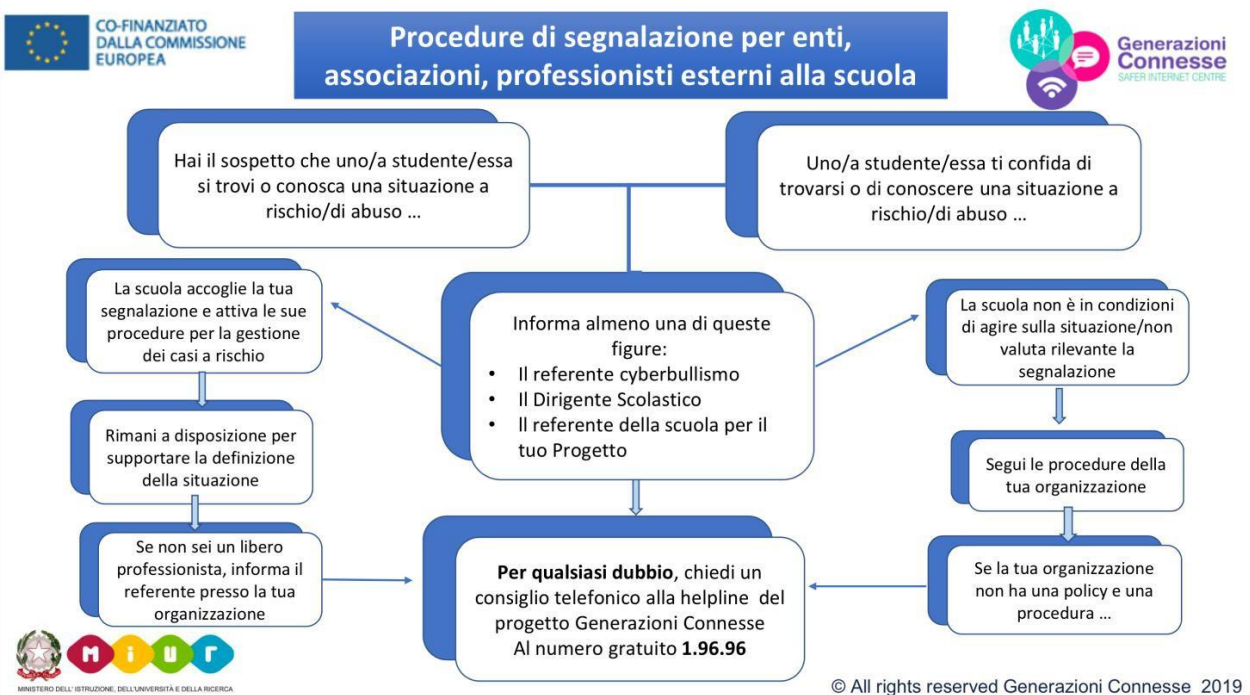 CO-FINANZIATO
DALLA COMMISSIONE
EUROPEA
Procedure di segnalazione per enti,
associazioni, professionisti esterni alla scuola
Generazioni
Connesse
SAFER INTERNET CENTRE
Hai il sospetto che uno/a studente/essa
si trovi o conosca una situazione a
rischio/di abuso ...
Uno/a studente/essa ti confida di
trovarsi o di conoscere una situazione a
rischio/di abuso ...
La scuola accoglie la tua
segnalazione e attiva le sue
procedure per la gestione
dei casi a rischio
Informa almeno una di queste
figure:
• Il referente cyberbullismo
• Il Dirigente Scolastico
• Il referente della scuola per il
tuo Progetto
La scuola non è in condizioni
di agire sulla situazione/non
valuta rilevante la
segnalazione
Rimani a disposizione per
supportare la definizione
della situazione
Segui le procedure della
tua organizzazione
Se non sei un libero
professionista, informa il
referente presso la tua
organizzazione
Per qualsiasi dubbio, chiedi un
consiglio telefonico alla helpline del
progetto Generazioni Connesse
Al numero gratuito 1.96.96
Se la tua organizzazione
non ha una policy e una
procedura ...
MiUr
MINISTERO DELL' ISTRUZIONE, DELL'UNIVERSITÀ E DELLA RICERCA
© All rights reserved Generazioni Connesse 2019